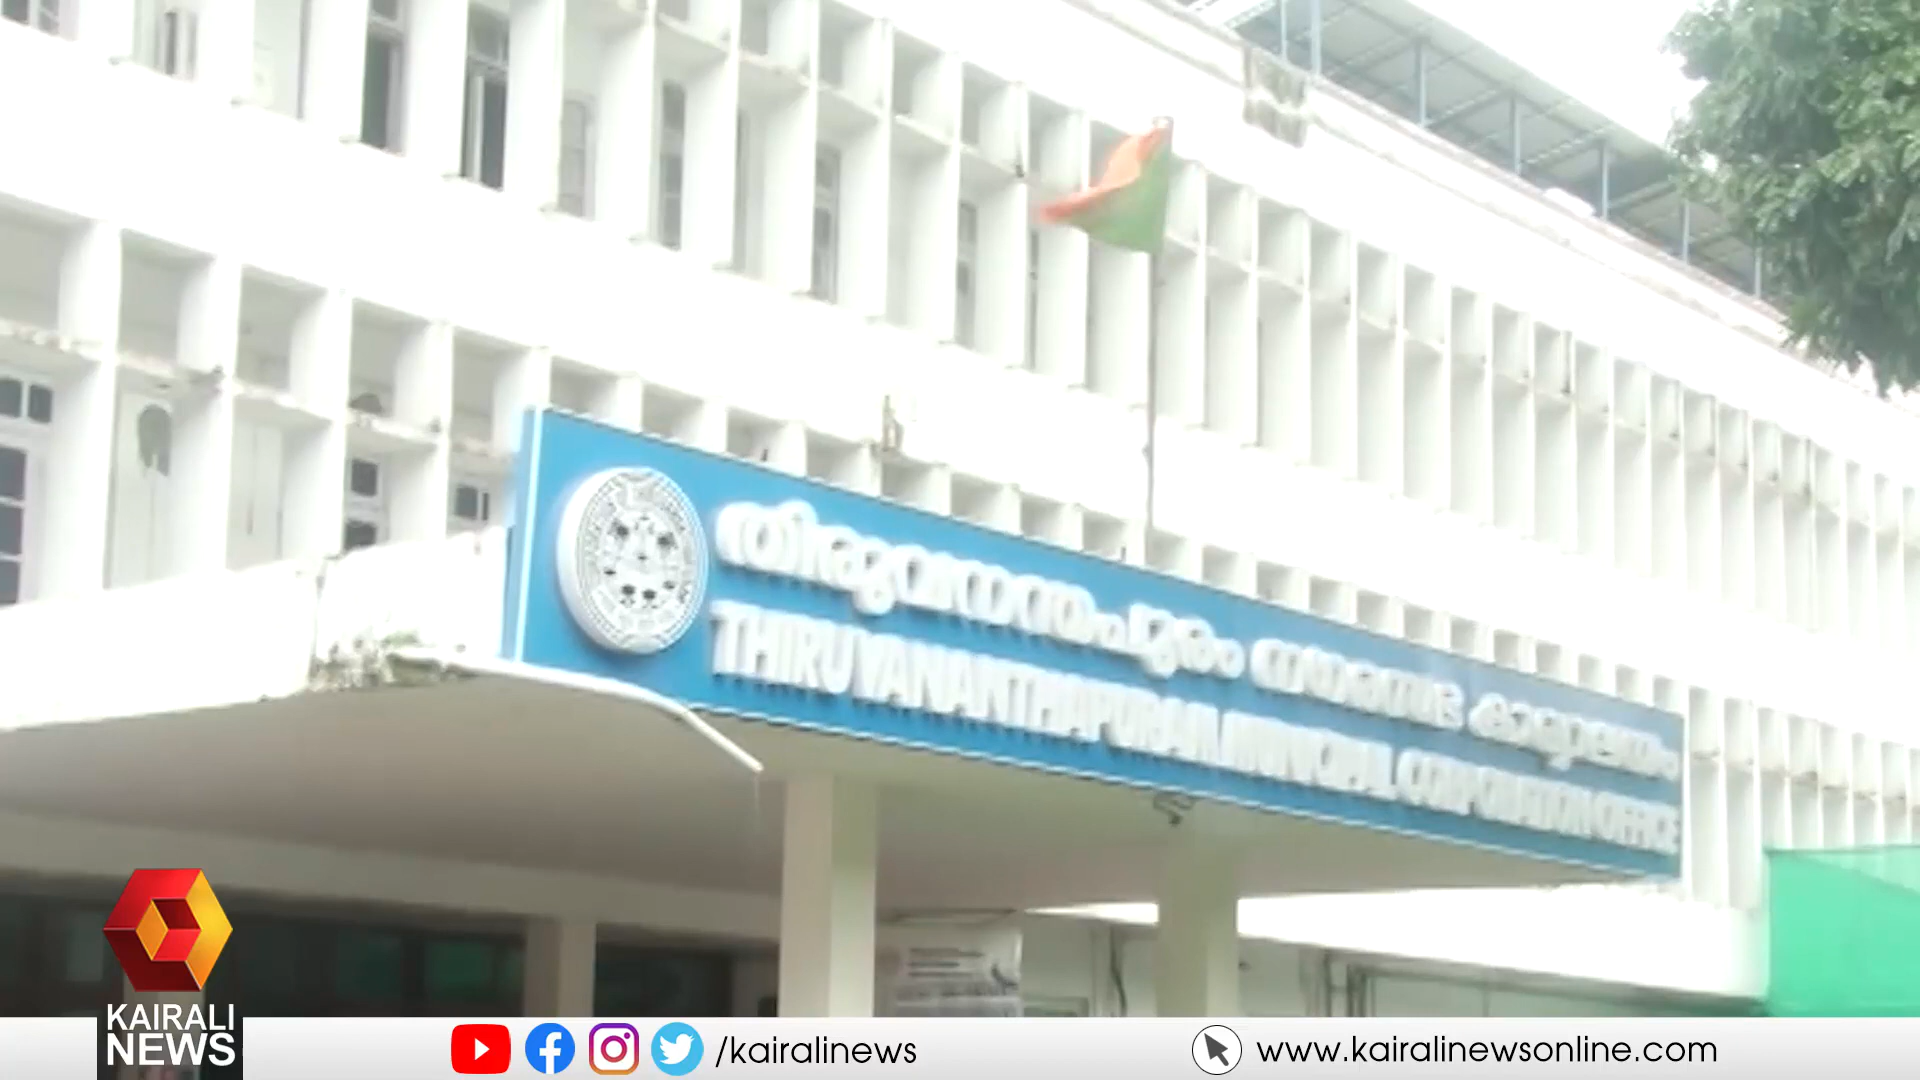 തിരുവനന്തപുരം നഗരസഭ കാര്യാലയം
THIRUVANANTHAPURAM MUNICIPAL CORPORATION OFFICE
KAIRALI
NEWS
/kairalinews
www.kairalinewsonline.com